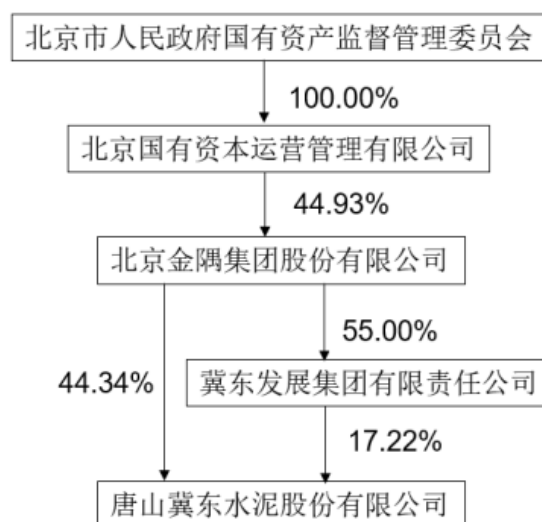 北京市人民政府国有资产监督管理委员会
100.00%
北京国有资本运营管理有限公司
44.93%
北京金隅集团股份有限公司
55.00%
44.34%
冀东发展集团有限责任公司
17.22%
唐山冀东水泥股份有限公司